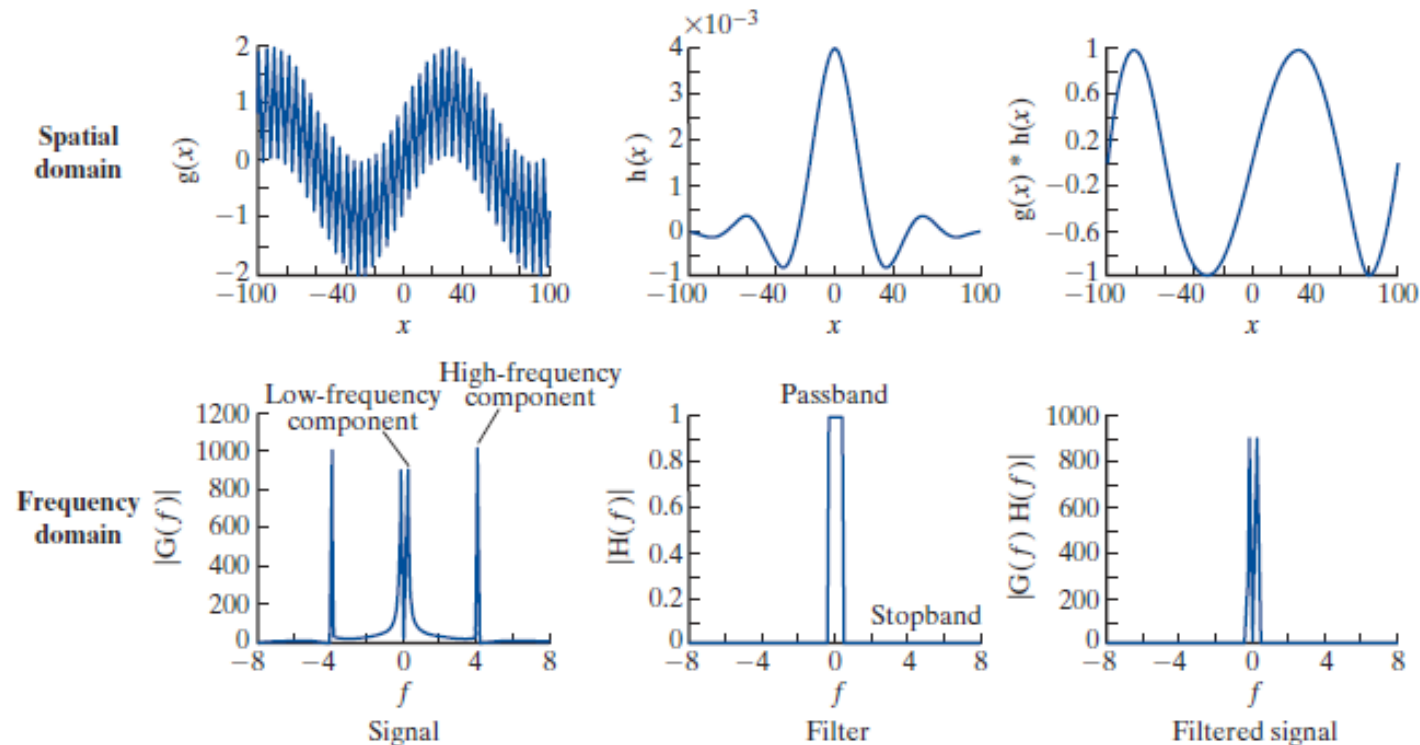 ×10⁻³
2
1
0
−1
−2
g(x)
−100
−40
0
40
100
x
4
3
2
1
0
−1
h(x)
−100
−40
0
40
100
x
1
0.6
0.2
−0.2
−0.6
−1
g(x) * h(x)
−100
−40
0
40
100
x
Spatial
domain
Low-frequency
component
High-frequency
component
1200
1000
800
600
400
200
0
|G(f)|
−8
−4
0
4
8
f
Signal
Passband
Stopband
1
0.8
0.6
0.4
0.2
0
|H(f)|
−8
−4
0
4
8
f
Filter
1000
800
600
400
200
0
|G(f) H(f)|
−8
−4
0
4
8
f
Filtered signal
Frequency
domain